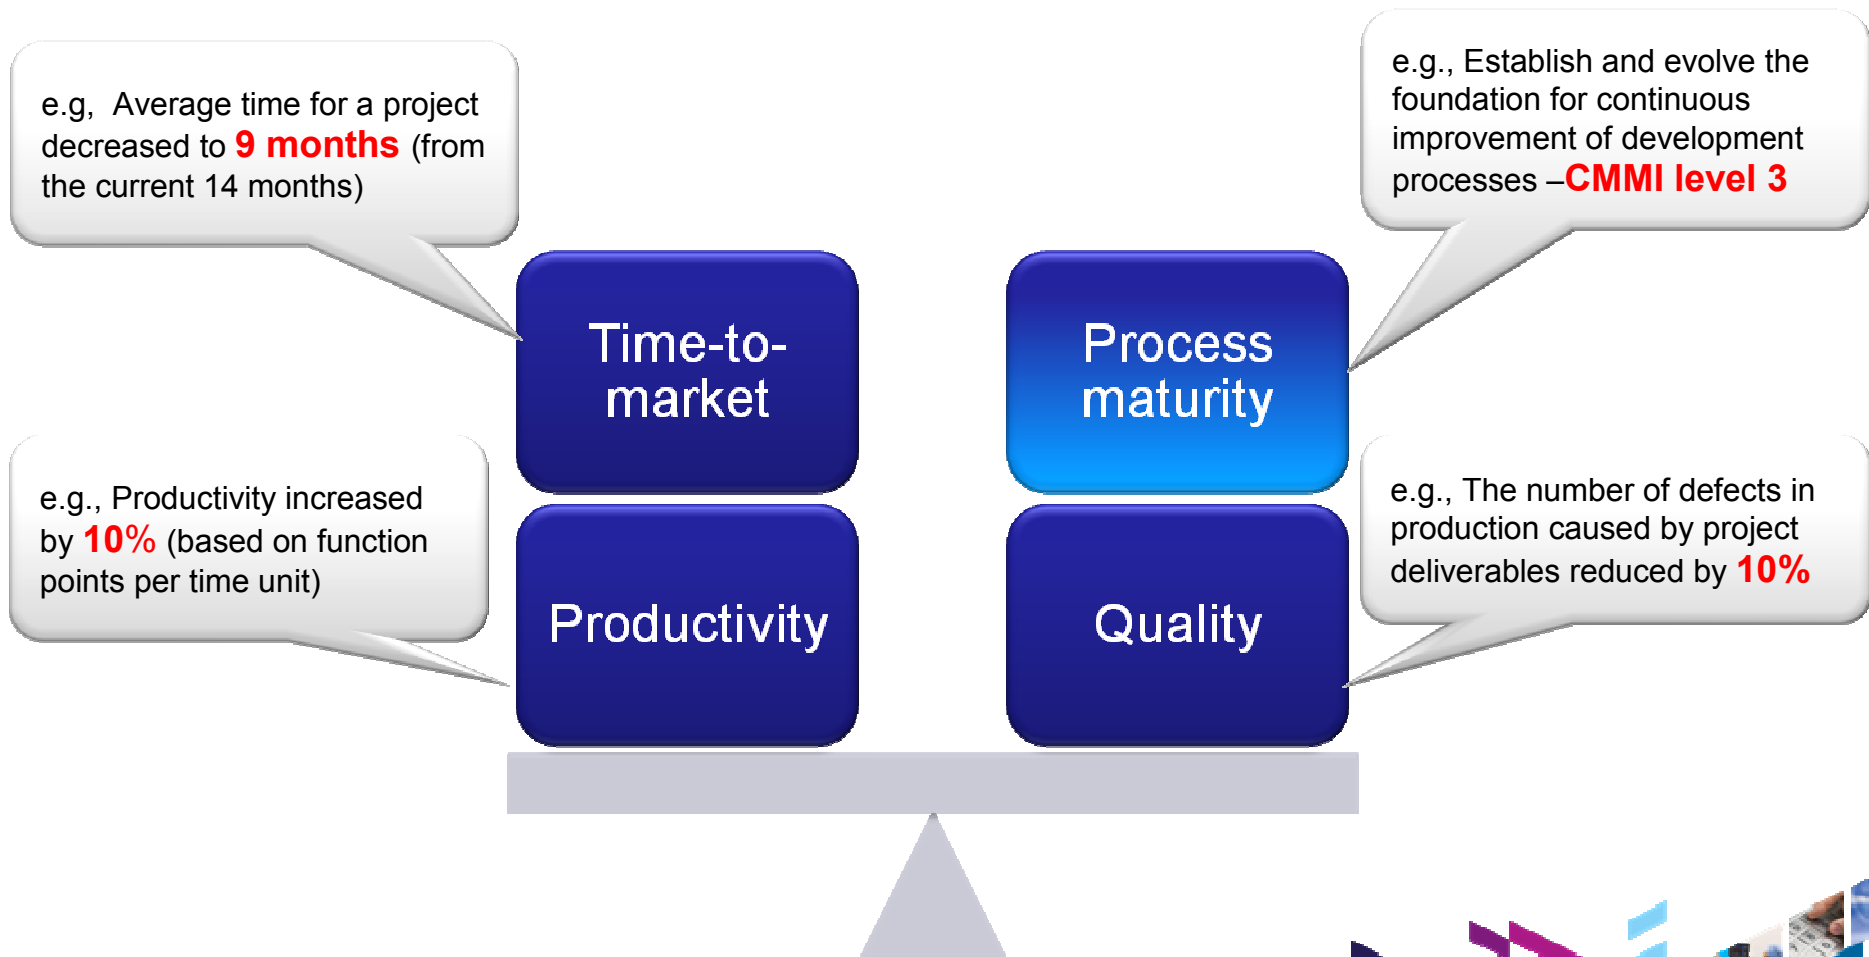 e.g,  Average time for a project
decreased to 9 months (from
the current 14 months)
e.g., Establish and evolve the
foundation for continuous
improvement of development
processes –CMMI level 3
Time-to-
market
Process
maturity
e.g., Productivity increased
by 10% (based on function
points per time unit)
e.g., The number of defects in
production caused by project
deliverables reduced by 10%
Productivity
Quality